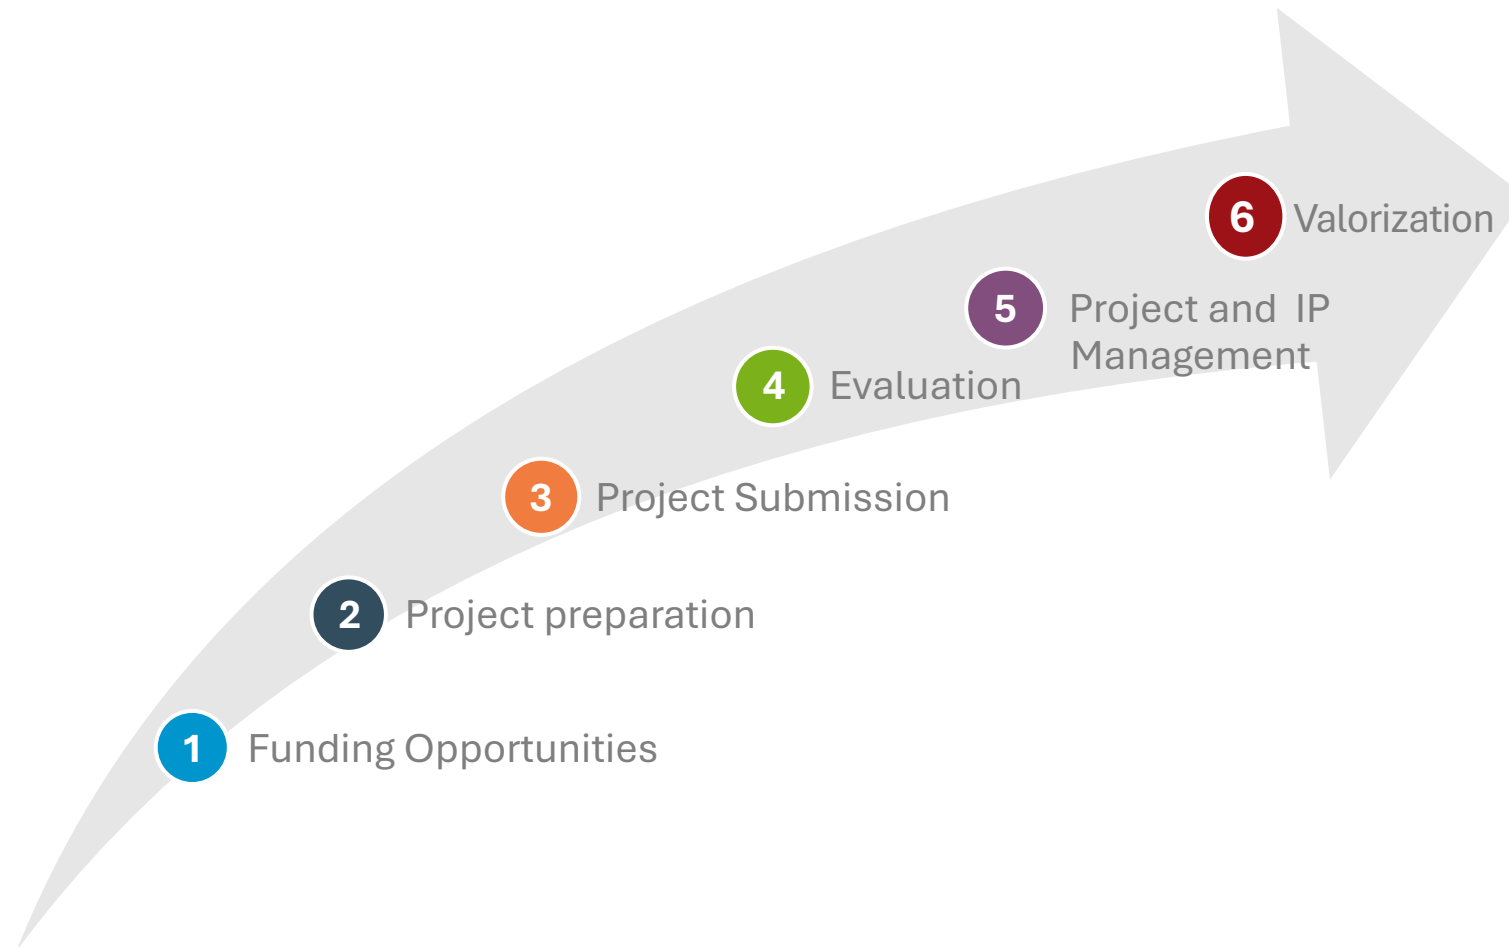 6 Valorization
5 Project and IP
Management
4 Evaluation
3 Project Submission
2 Project preparation
1 Funding Opportunities